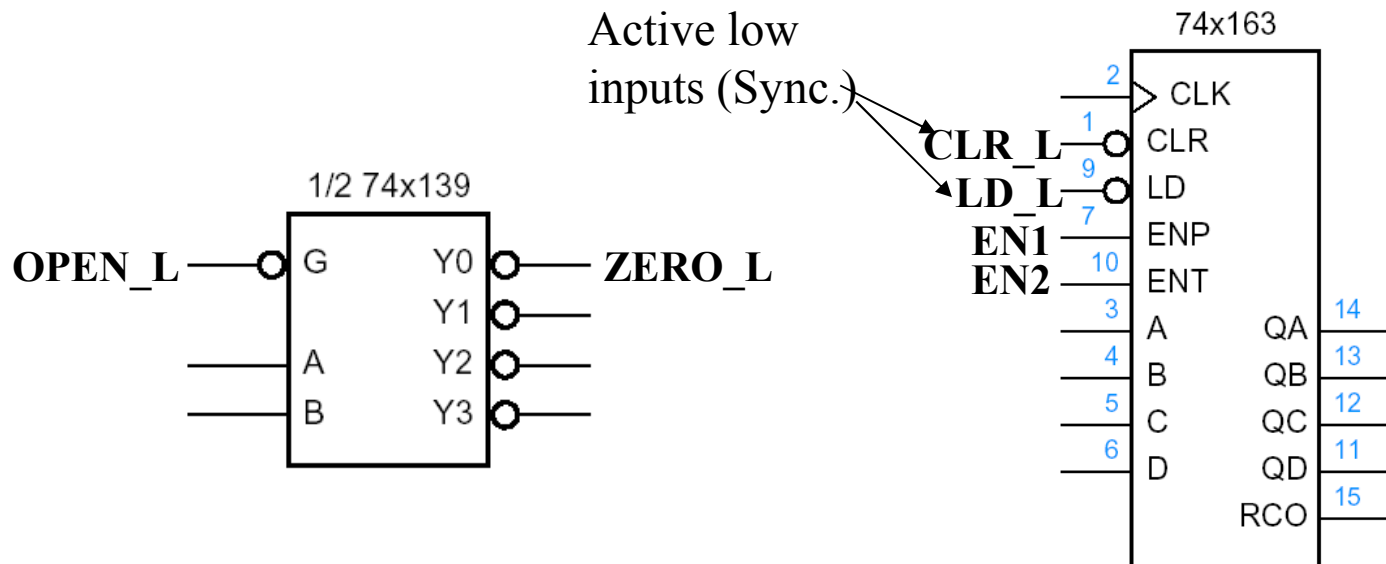 Active low
inputs (Sync.)
74x163
2
CLK
1
CLR_L
CLR
9
LD_L
LD
7
EN1
ENP
10
EN2
ENT
3
A
QA
14
4
B
QB
13
5
C
QC
12
6
D
QD
11
RCO
15
1/2 74x139
OPEN_L
G
Y0
ZERO_L
Y1
A
Y2
B
Y3